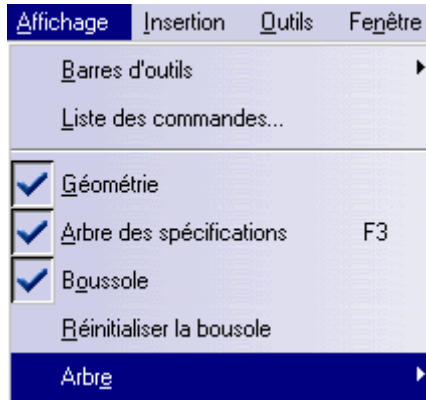 Affichage Insertion Outils Fenêtre
Barres d'outils
Liste des commandes...
Géométrie
Arbre des spécifications F3
Boussole
Réinitialiser la bousole
Arbre